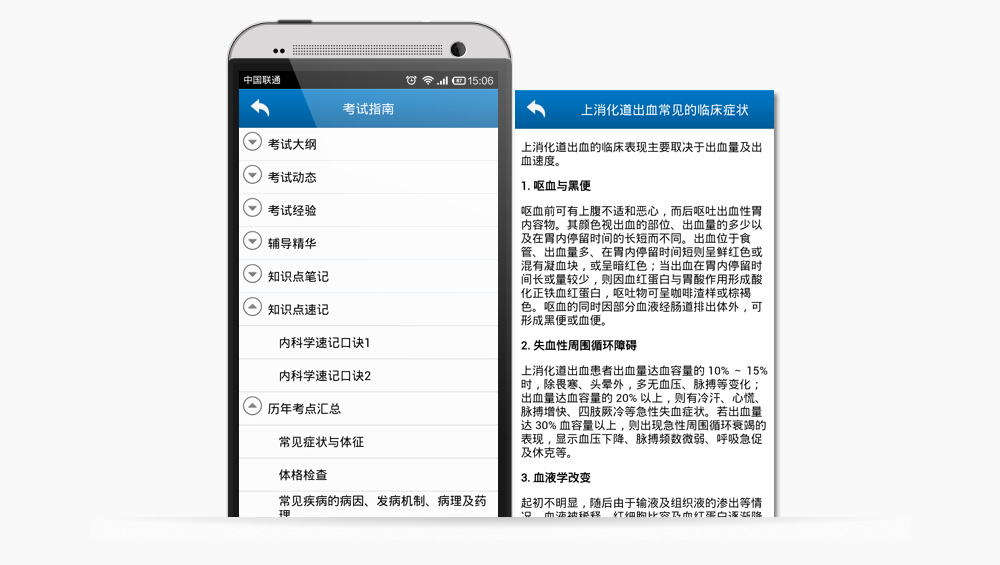 中国联通
87
15:06
考试指南
考试大纲
考试动态
考试经验
辅导精华
知识点笔记
知识点速记
内科学速记口诀1
内科学速记口诀2
历年考点汇总
常见症状与体征
体格检查
常见疾病的病因、发病机制、病理及药
理
上消化道出血常见的临床症状
上消化道出血的临床表现主要取决于出血量及出
血速度。
1. 呕血与黑便
呕血前可有上腹不适和恶心，而后呕吐出血性胃
内容物。其颜色视出血的部位、出血量的多少以
及在胃内停留时间的长短而不同。出血位于食
管、出血量多、在胃内停留时间短则呈鲜红色或
混有凝血块，或呈暗红色；当出血在胃内停留时
间长或量较少，则因血红蛋白与胃酸作用形成酸
化正铁血红蛋白，呕吐物可呈咖啡渣样或棕褐
色。呕血的同时因部分血液经肠道排出体外，可
形成黑便或血便。
2. 失血性周围循环障碍
上消化道出血患者出血量达血容量的 10% ~ 15%
时，除畏寒、头晕外，多无血压、脉搏等变化；
出血量达血容量的 20% 以上，则有冷汗、心慌、
脉搏增快、四肢厥冷等急性失血症状。若出血量
达 30% 血容量以上，则出现急性周围循环衰竭的
表现，显示血压下降、脉搏频数微弱、呼吸急促
及休克等。
3. 血液学改变
起初不明显，随后由于输液及组织液的渗出等情
况，血液被稀释，红细胞比容及血红蛋白逐渐降